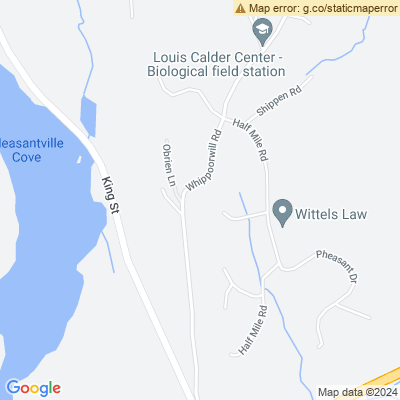 Map error: g.co/staticmaperror
Louis Calder Center -
Biological field station
Shippen Rd
Half Mile Rd
Whippoorwill Rd
Obrien Ln
leasantville
Cove
King St
Wittels Law
Pheasant Dr
Half Mile Rd
Google
Map data ©2024